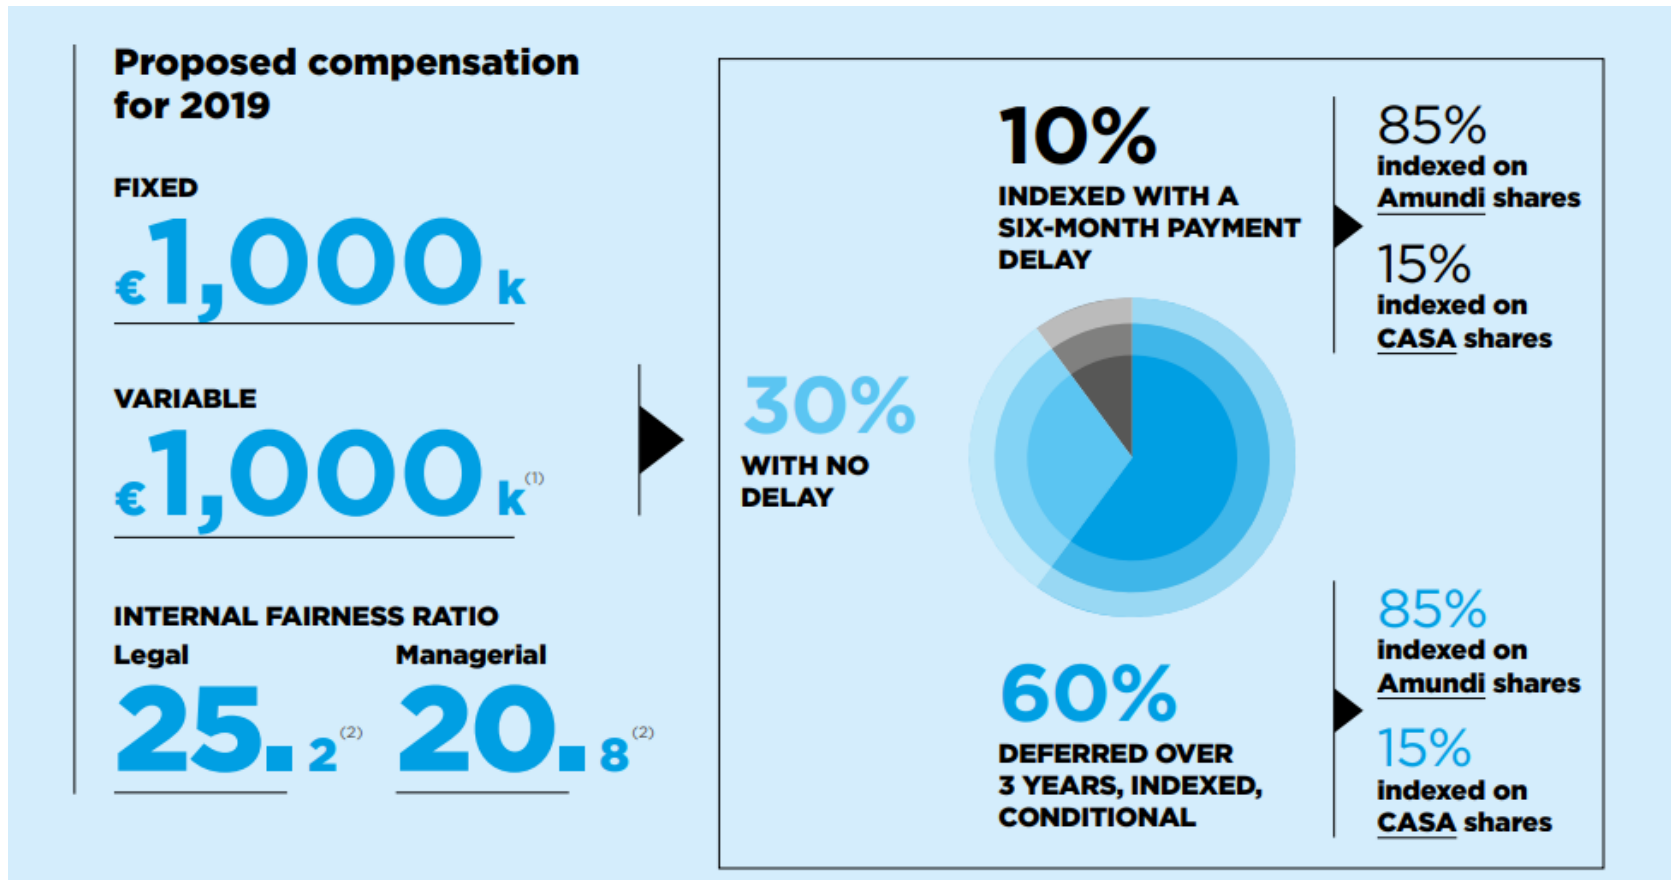 Proposed compensation
for 2019
FIXED
€1,000 k
VARIABLE
€1,000 k(1)
INTERNAL FAIRNESS RATIO
Legal
25.2(2)
Managerial
20.8(2)
10%
INDEXED WITH A
SIX-MONTH PAYMENT
DELAY
85%
indexed on
Amundi shares
15%
indexed on
CASA shares
30%
WITH NO
DELAY
60%
DEFERRED OVER
3 YEARS, INDEXED,
CONDITIONAL
85%
indexed on
Amundi shares
15%
indexed on
CASA shares